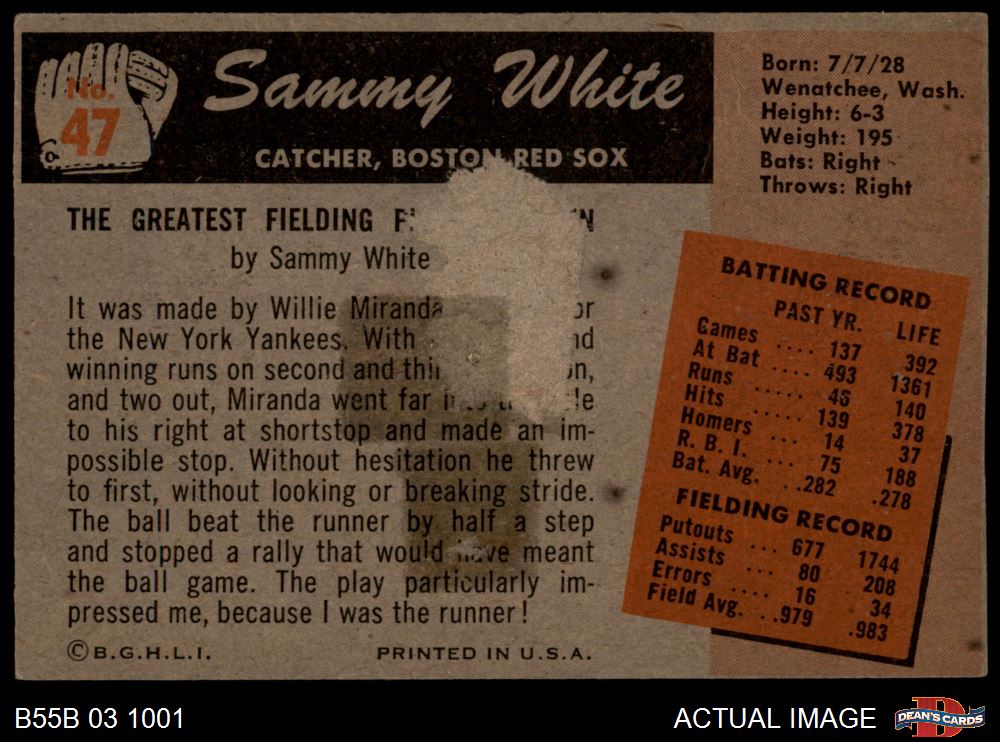 No.
47
Sammy White
CATCHER, BOSTON RED SOX
Born: 7/7/28
Wenatchee, Wash.
Height: 6-3
Weight: 195
Bats: Right
Throws: Right
THE GREATEST FIELDING
by Sammy White
It was made by Willie Miranda
the New York Yankees. With
winning runs on second and
and two out, Miranda went far
to his right at shortstop and made an im-
possible stop. Without hesitation he threw
to first, without looking or breaking stride.
The ball beat the runner by half a step
and stopped a rally that would have meant
the ball game. The play particularly im-
pressed me, because I was the runner!
©B.G.H.L.I. PRINTED IN U.S.A.
BATTING RECORD
PAST YR. LIFE
Games .... 137 392
At Bat .... 493 1361
Runs ..... 46 140
Hits ..... 139 378
Homers ... 14 37
R. B. I. ... 75 188
Bat. Avg. ..282 .278
FIELDING RECORD
Putouts ... 677 1744
Assists ... 80 208
Errors .... 16 34
Field Avg. ..979 .983
B55B 03 1001
ACTUAL IMAGE
DEAN'S CARDS